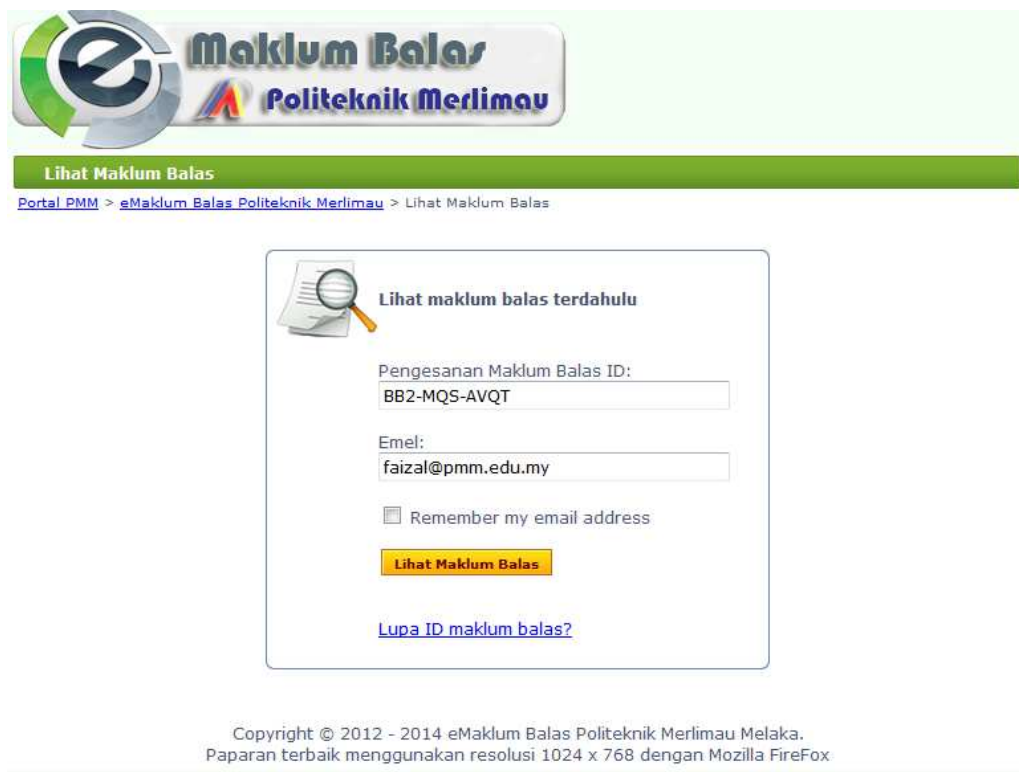 e Maklum Balas
Politeknik Merlimau
Lihat Maklum Balas
Portal PMM > eMaklum Balas Politeknik Merlimau > Lihat Maklum Balas
Lihat maklum balas terdahulu
Pengesanan Maklum Balas ID:
BB2-MQS-AVQT
Emel:
faizal@pmm.edu.my
Remember my email address
Lihat Maklum Balas
Lupa ID maklum balas?
Copyright © 2012 - 2014 eMaklum Balas Politeknik Merlimau Melaka.
Paparan terbaik menggunakan resolusi 1024 x 768 dengan Mozilla FireFox